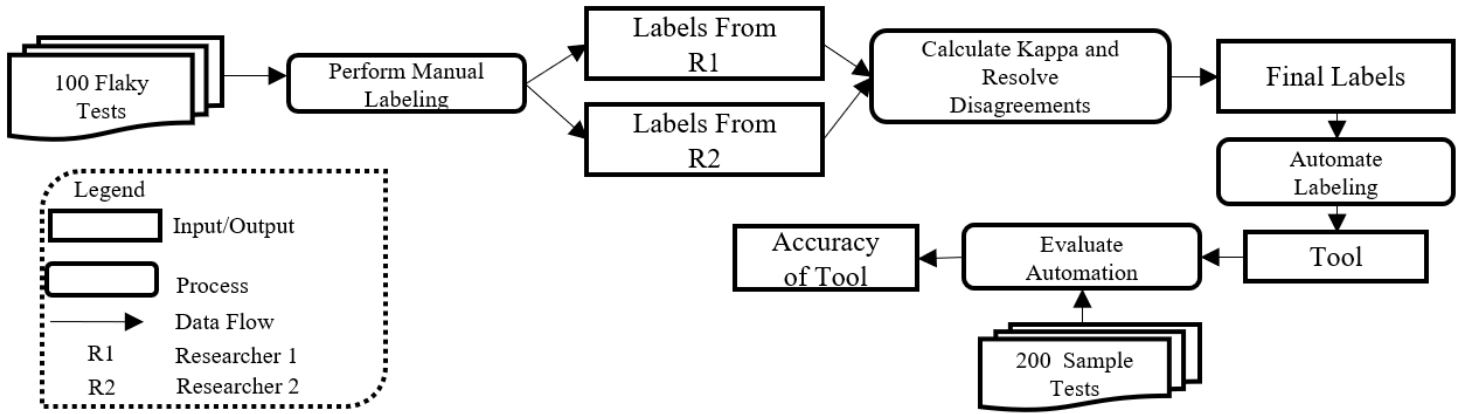 100 Flaky
Tests
Perform Manual
Labeling
Labels From
R1
Labels From
R2
Calculate Kappa and
Resolve
Disagreements
Final Labels
Automate
Labeling
Tool
Evaluate
Automation
Accuracy
of Tool
200 Sample
Tests
Legend
Input/Output
Process
Data Flow
R1 Researcher 1
R2 Researcher 2